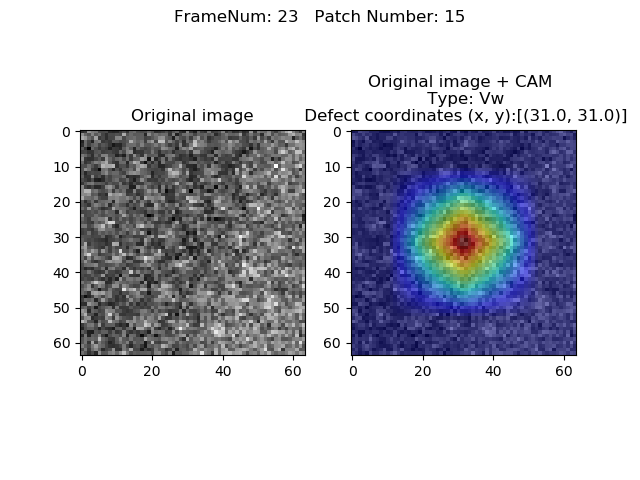 FrameNum: 23   Patch Number: 15
Original image
Original image + CAM
Type: Vw
Defect coordinates (x, y):[(31.0, 31.0)]
0
10
20
30
40
50
60
0 20 40 60
0
10
20
30
40
50
60
0 20 40 60